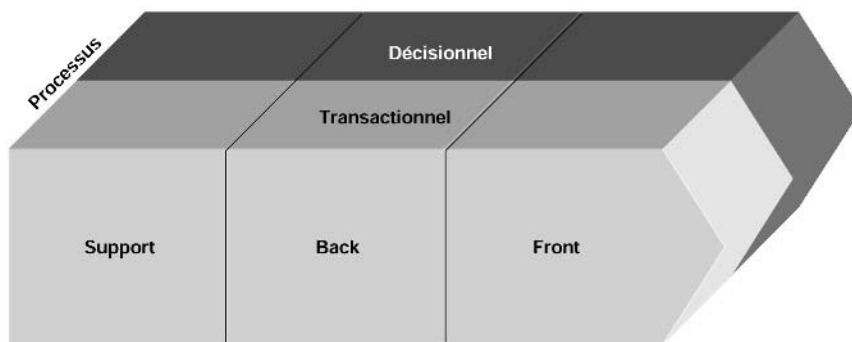 Processus
Décisionnel
Transactionnel
Support
Back
Front